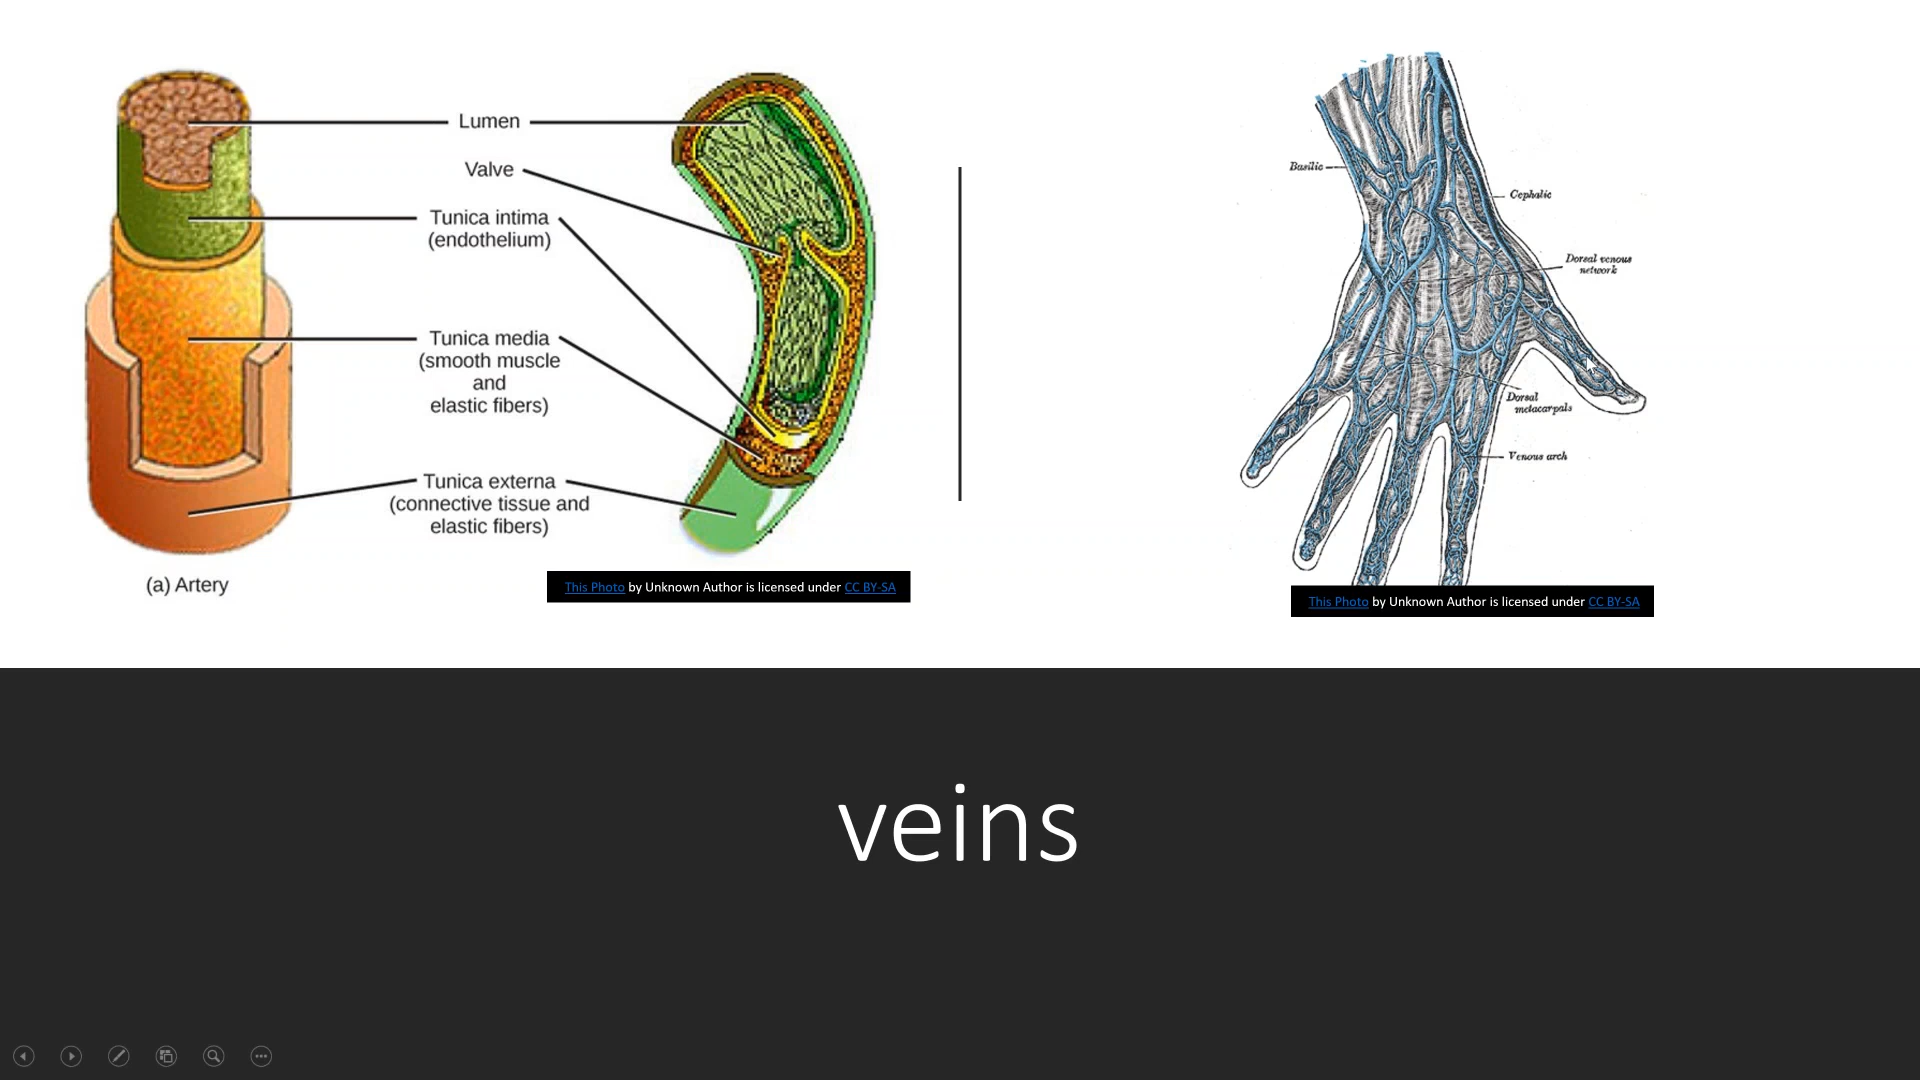 Lumen
Valve
Tunica intima
(endothelium)
Tunica media
(smooth muscle
and
elastic fibers)
Tunica externa
(connective tissue and
elastic fibers)
(a) Artery
This Photo by Unknown Author is licensed under CC BY-SA
Basilic
Cephalic
Dorsal venous
network
Dorsal
metacarpals
Venous arch
This Photo by Unknown Author is licensed under CC BY-SA
veins